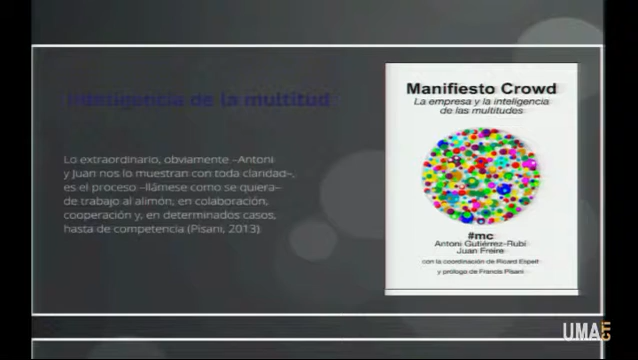 Inteligencia de la multitud
Lo extraordinario, obviamente –Antoni
y Juan nos lo muestran con toda claridad–,
es el proceso –llámese como se quiera–
de trabajo al alimón, en colaboración,
cooperación y, en determinados casos,
hasta de competencia (Pisani, 2013)
Manifiesto Crowd
La empresa y la inteligencia
de las multitudes
#mc
Antoni Gutiérrez-Rubí
Juan Freire
con la coordinación de Ricard Espelt
y prólogo de Francis Pisani
UMA CTI